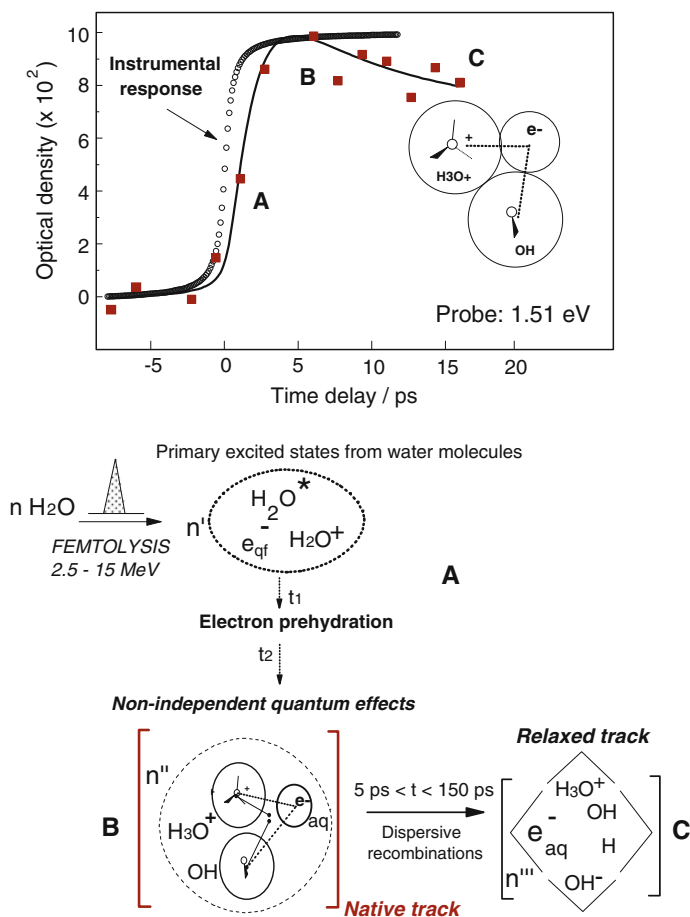 Optical density (x 10 2)
10
8
6
4
2
0
Instrumental
response
A
B
C
+
e-
H3O+
OH
Probe: 1.51 eV
-5 0 5 10 15 20
Time delay / ps
Primary excited states from water molecules
n H2O
FEMTOLYSIS
2.5 - 15 MeV
n'
H2O*
e-qf
H2O+
A
t1
Electron prehydration
t2
Non-independent quantum effects
Relaxed track
B
n''
+
e-
aq
H3O+
OH
Native track
5 ps < t < 150 ps
Dispersive
recombinations
H3O+
OH
e-aq
H
n'''
OH-
C